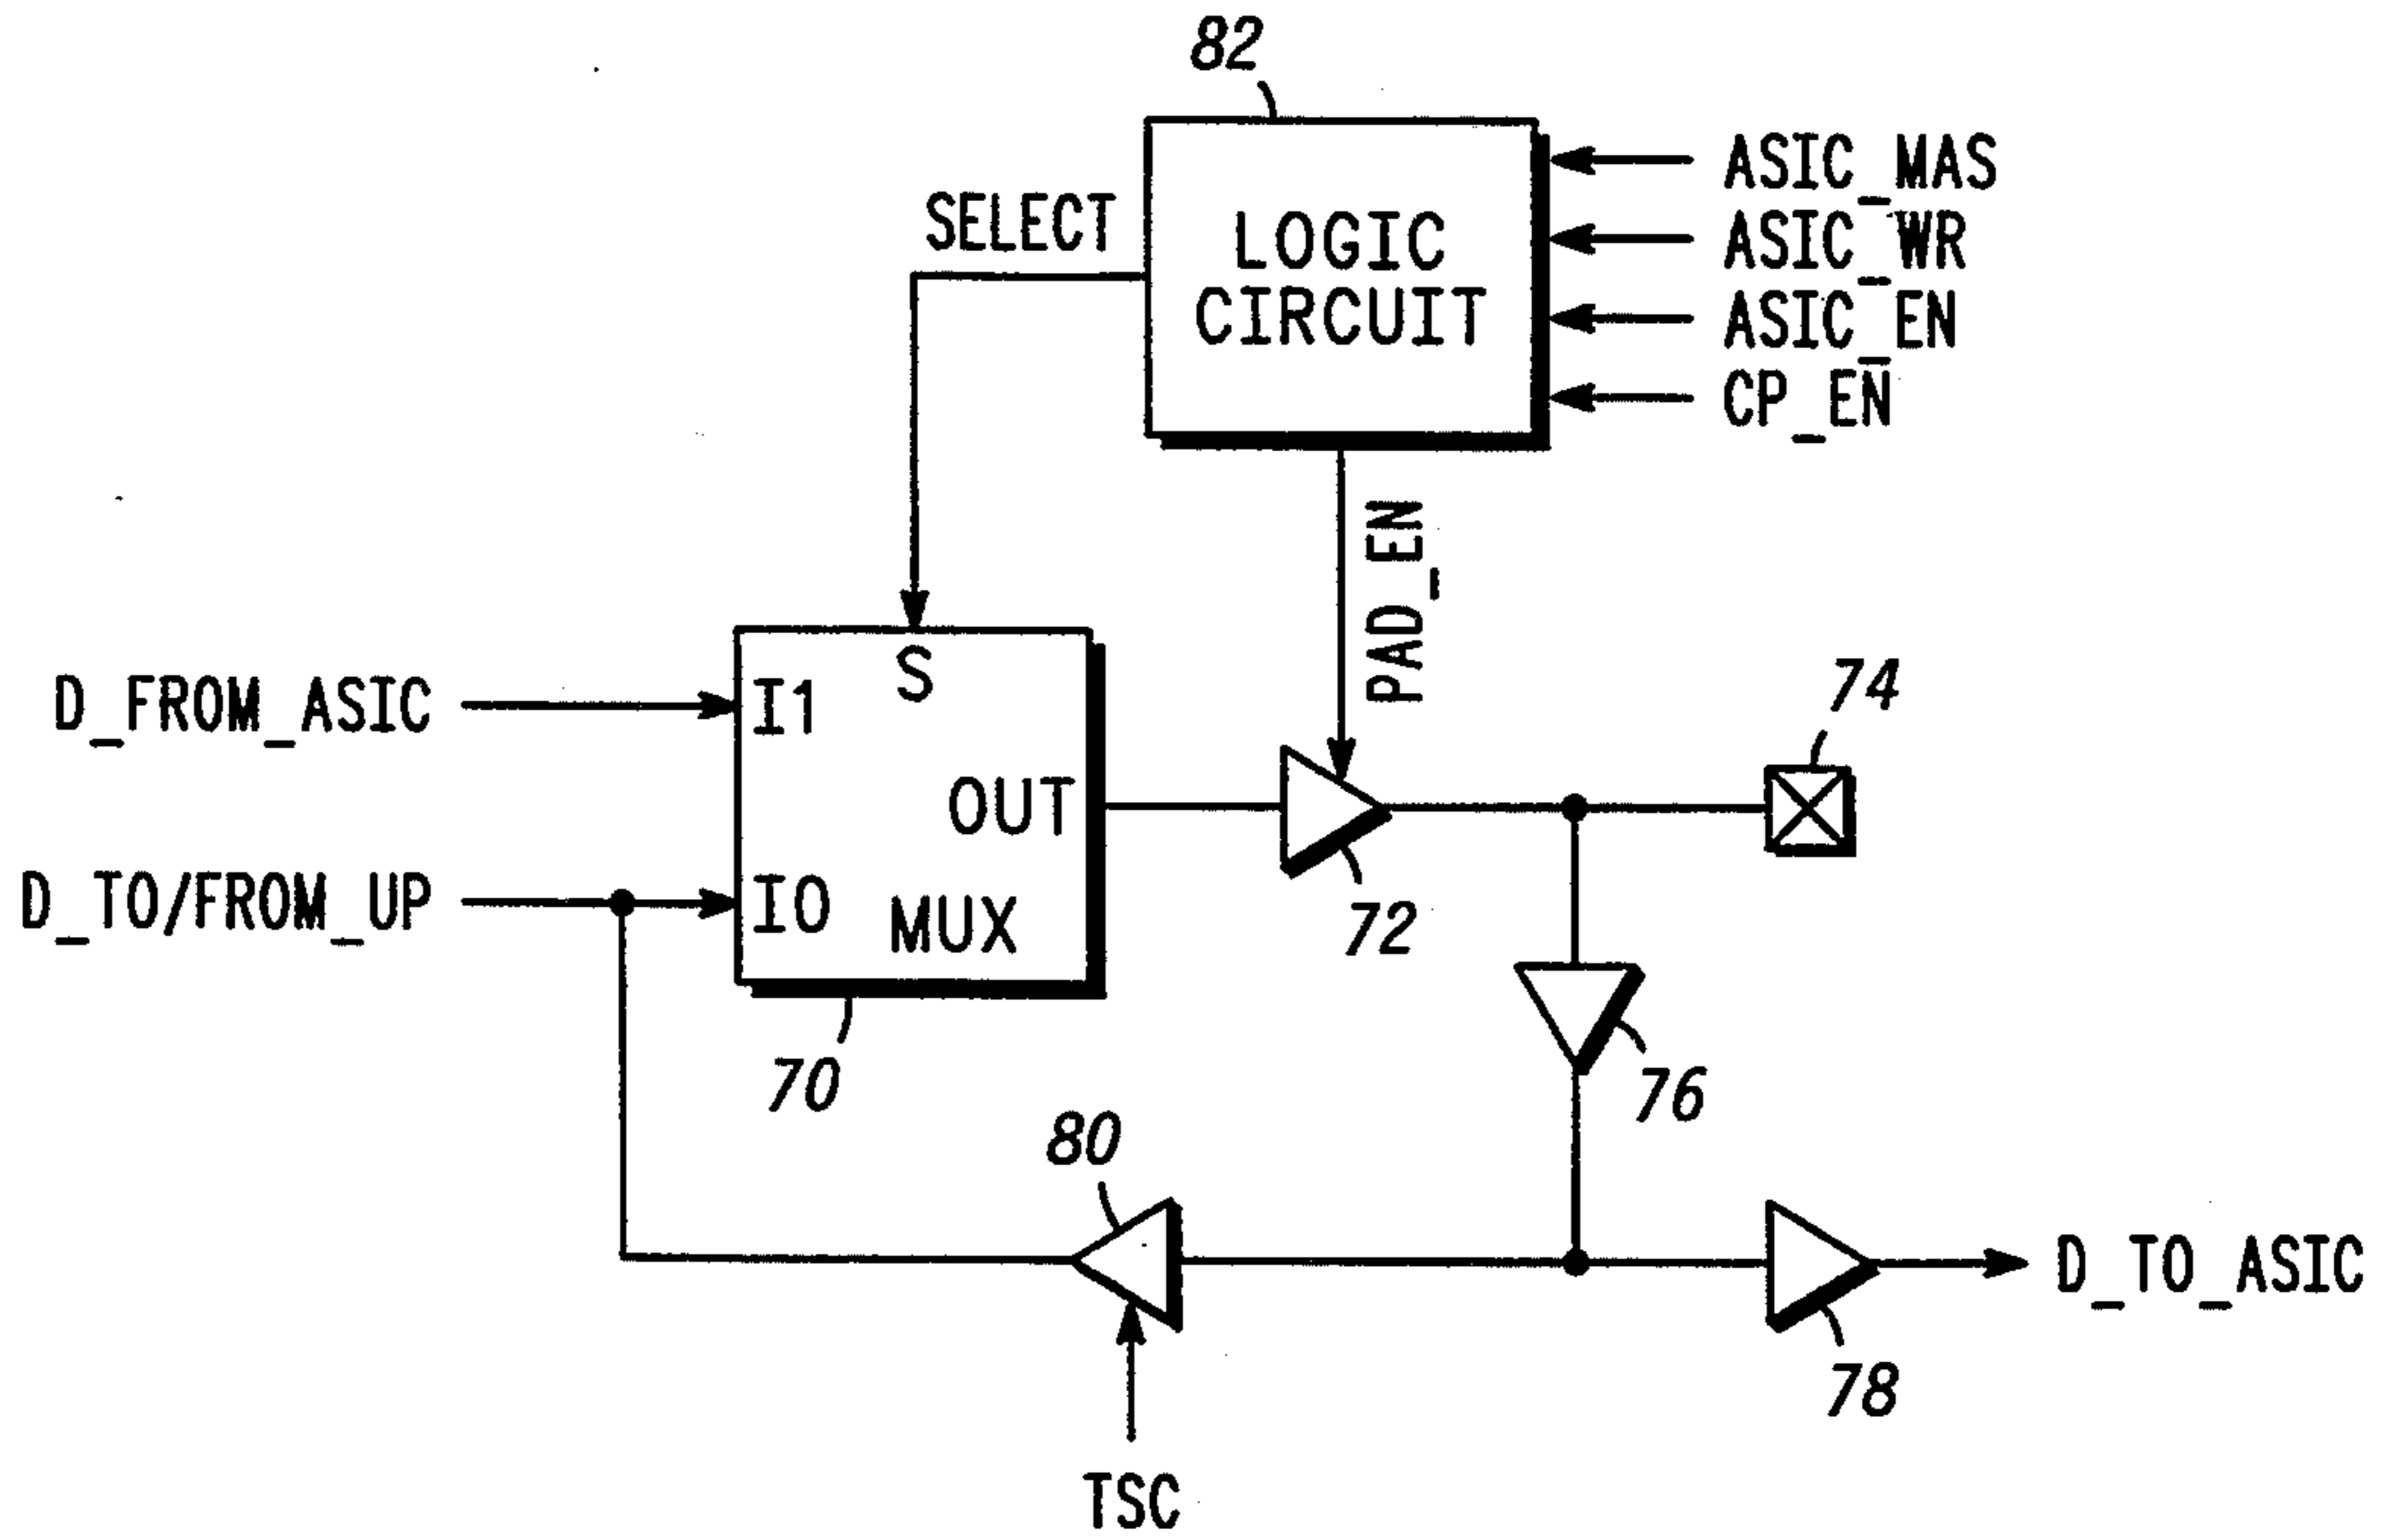 82
ASIC_MAS
ASIC_WR
ASIC_EN
CP_EN
SELECT
LOGIC
CIRCUIT
PAD_EN
74
D_FROM_ASIC
I1
S
OUT
D_TO/FROM_UP
I0
MUX
72
70
76
80
78
D_TO_ASIC
TSC